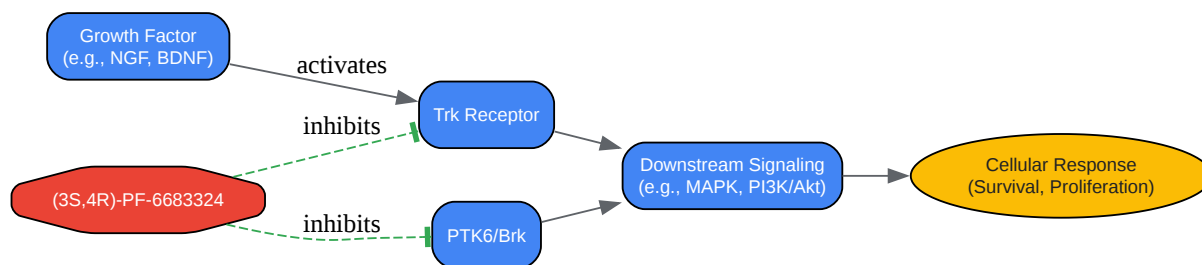 Growth Factor
(e.g., NGF, BDNF)
activates
Trk Receptor
inhibits
(3S,4R)-PF-6683324
inhibits
PTK6/Brk
Downstream Signaling
(e.g., MAPK, PI3K/Akt)
Cellular Response
(Survival, Proliferation)